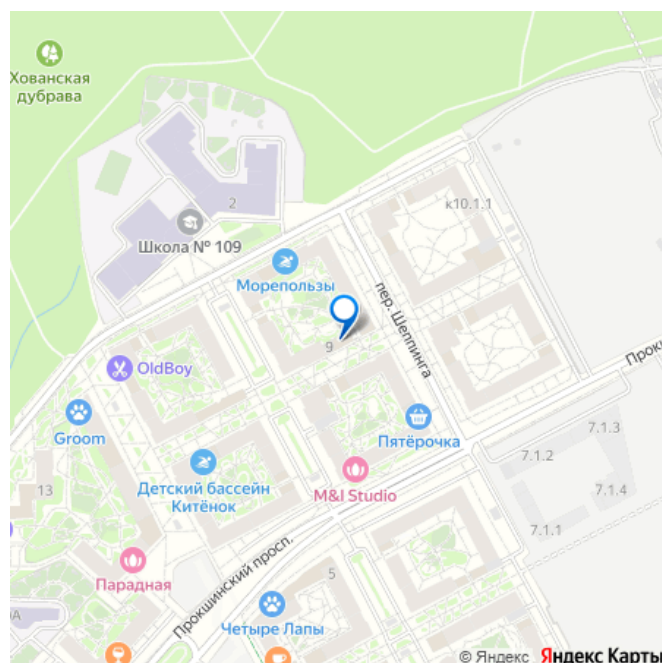 Хованская
дубрава
к10.1.1
2
Школа № 109
Морепользы
пер. Шеппинга
9
OldBoy
Прокш
Groom
Пятёрочка
7.1.3
7.1.2
Детский бассейн
Китёнок
M&I Studio
13
7.1.4
7.1.1
Прокшинский просп.
Парадная
5
Четыре Лапы
© Яндекс Яндекс Карты